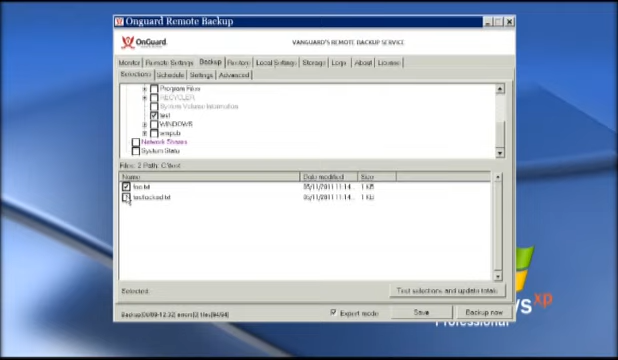 Onguard Remote Backup
OnGuard
VANGUARD'S REMOTE BACKUP SERVICE
Monitor Remote Settings Backup Restore Local Settings Storage Logs About License
Selections Schedule Settings Advanced
Program Files
RECYCLER
System Volume Information
test
WINDOWS
wmpub
Network Shares
System State
Files: 2 Path: C:\test
Name Date modified Size
foo.txt 05/11/2011 11:14... 1 KB
testlocked.txt 05/11/2011 11:14... 1 KB
Selected:
Test selections and update totals
Expert mode Save Backup now
xp
Professional